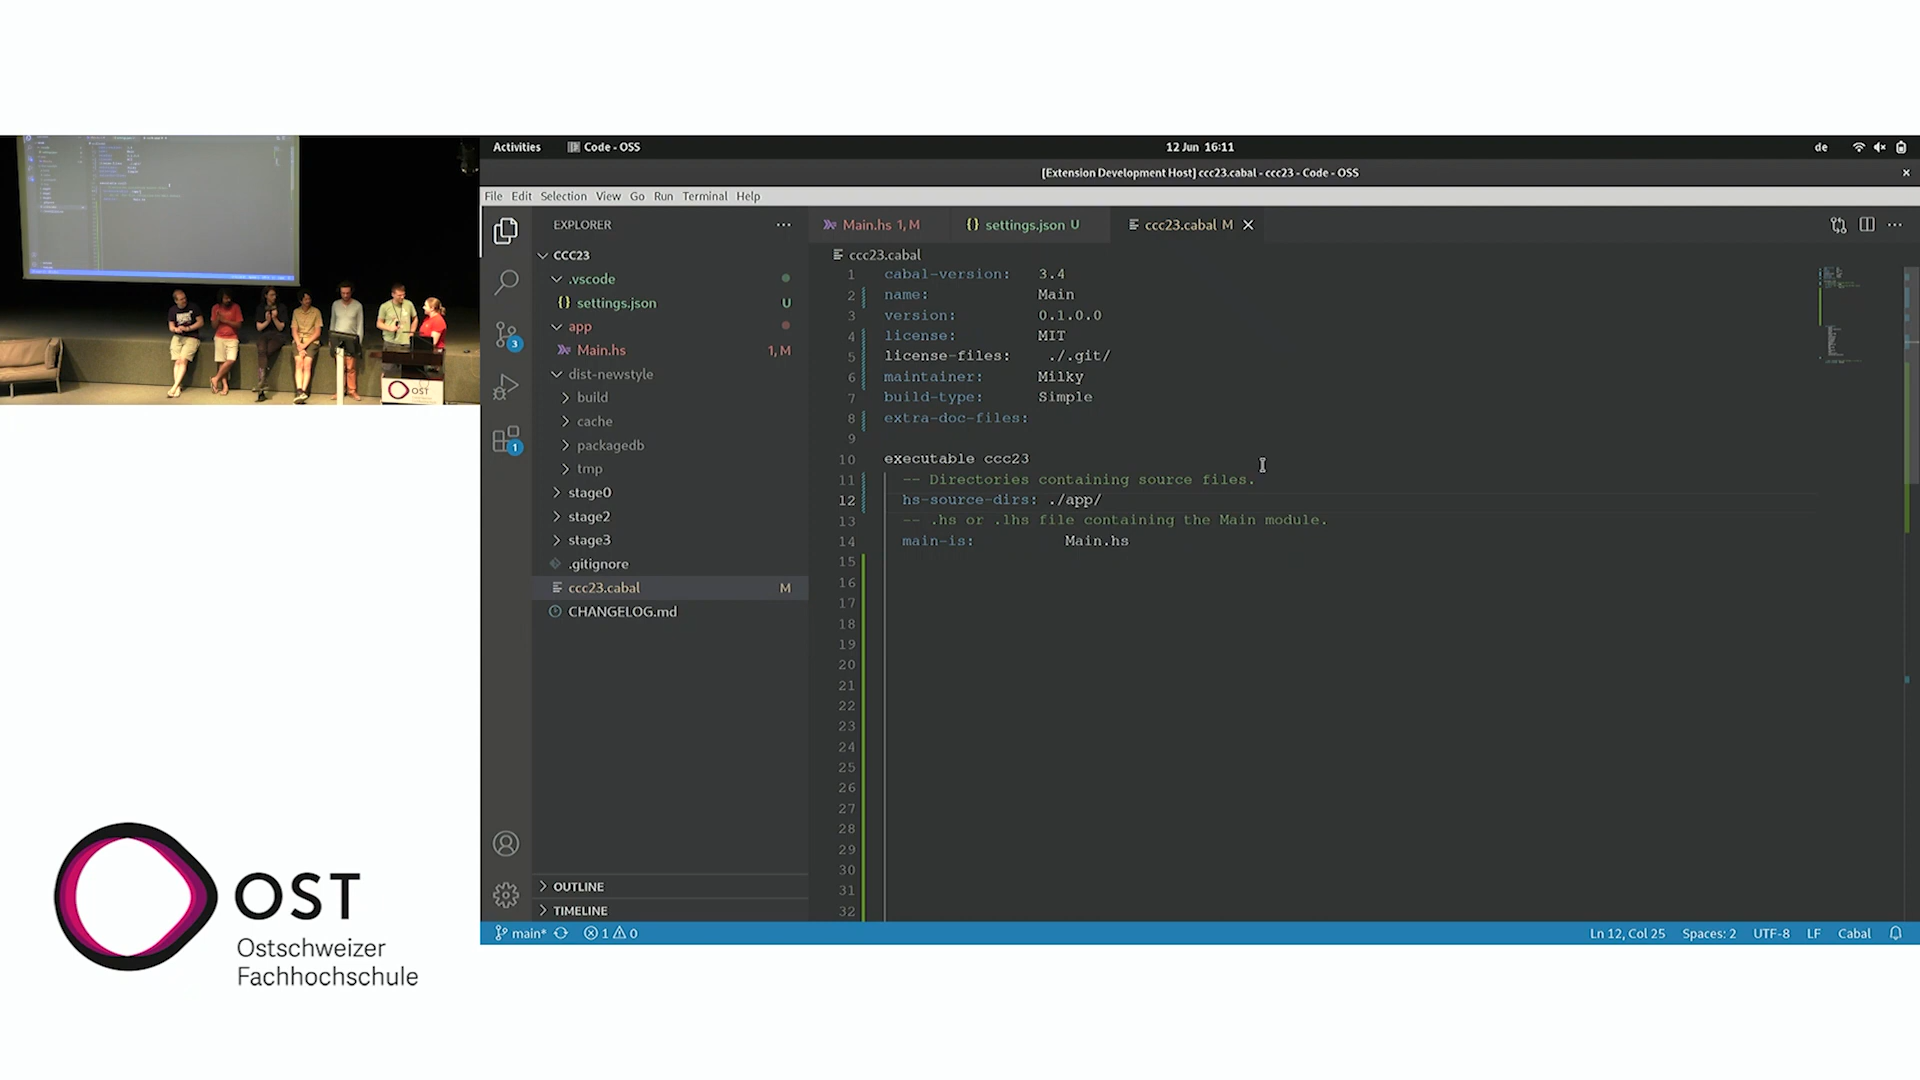 Activities
Code - OSS
12 Jun 16:11
de
[Extension Development Host] ccc23.cabal - ccc23 - Code - OSS
File Edit Selection View Go Run Terminal Help
EXPLORER
CCC23
.vscode
settings.json U
app
Main.hs 1, M
dist-newstyle
build
cache
packagedb
tmp
stage0
stage2
stage3
.gitignore
ccc23.cabal M
CHANGELOG.md
OUTLINE
TIMELINE
3
1
Main.hs 1, M
settings.json U
ccc23.cabal M
ccc23.cabal
1 cabal-version: 3.4
2 name: Main
3 version: 0.1.0.0
4 license: MIT
5 license-files: ./.git/
6 maintainer: Milky
7 build-type: Simple
8 extra-doc-files:
9
10 executable ccc23
11 -- Directories containing source files.
12 hs-source-dirs: ./app/
13 -- .hs or .lhs file containing the Main module.
14 main-is: Main.hs
15
16
17
18
19
20
21
22
23
24
25
26
27
28
29
30
31
32
main* 1 0
Ln 12, Col 25 Spaces: 2 UTF-8 LF Cabal
OST
OST
Ostschweizer
Fachhochschule